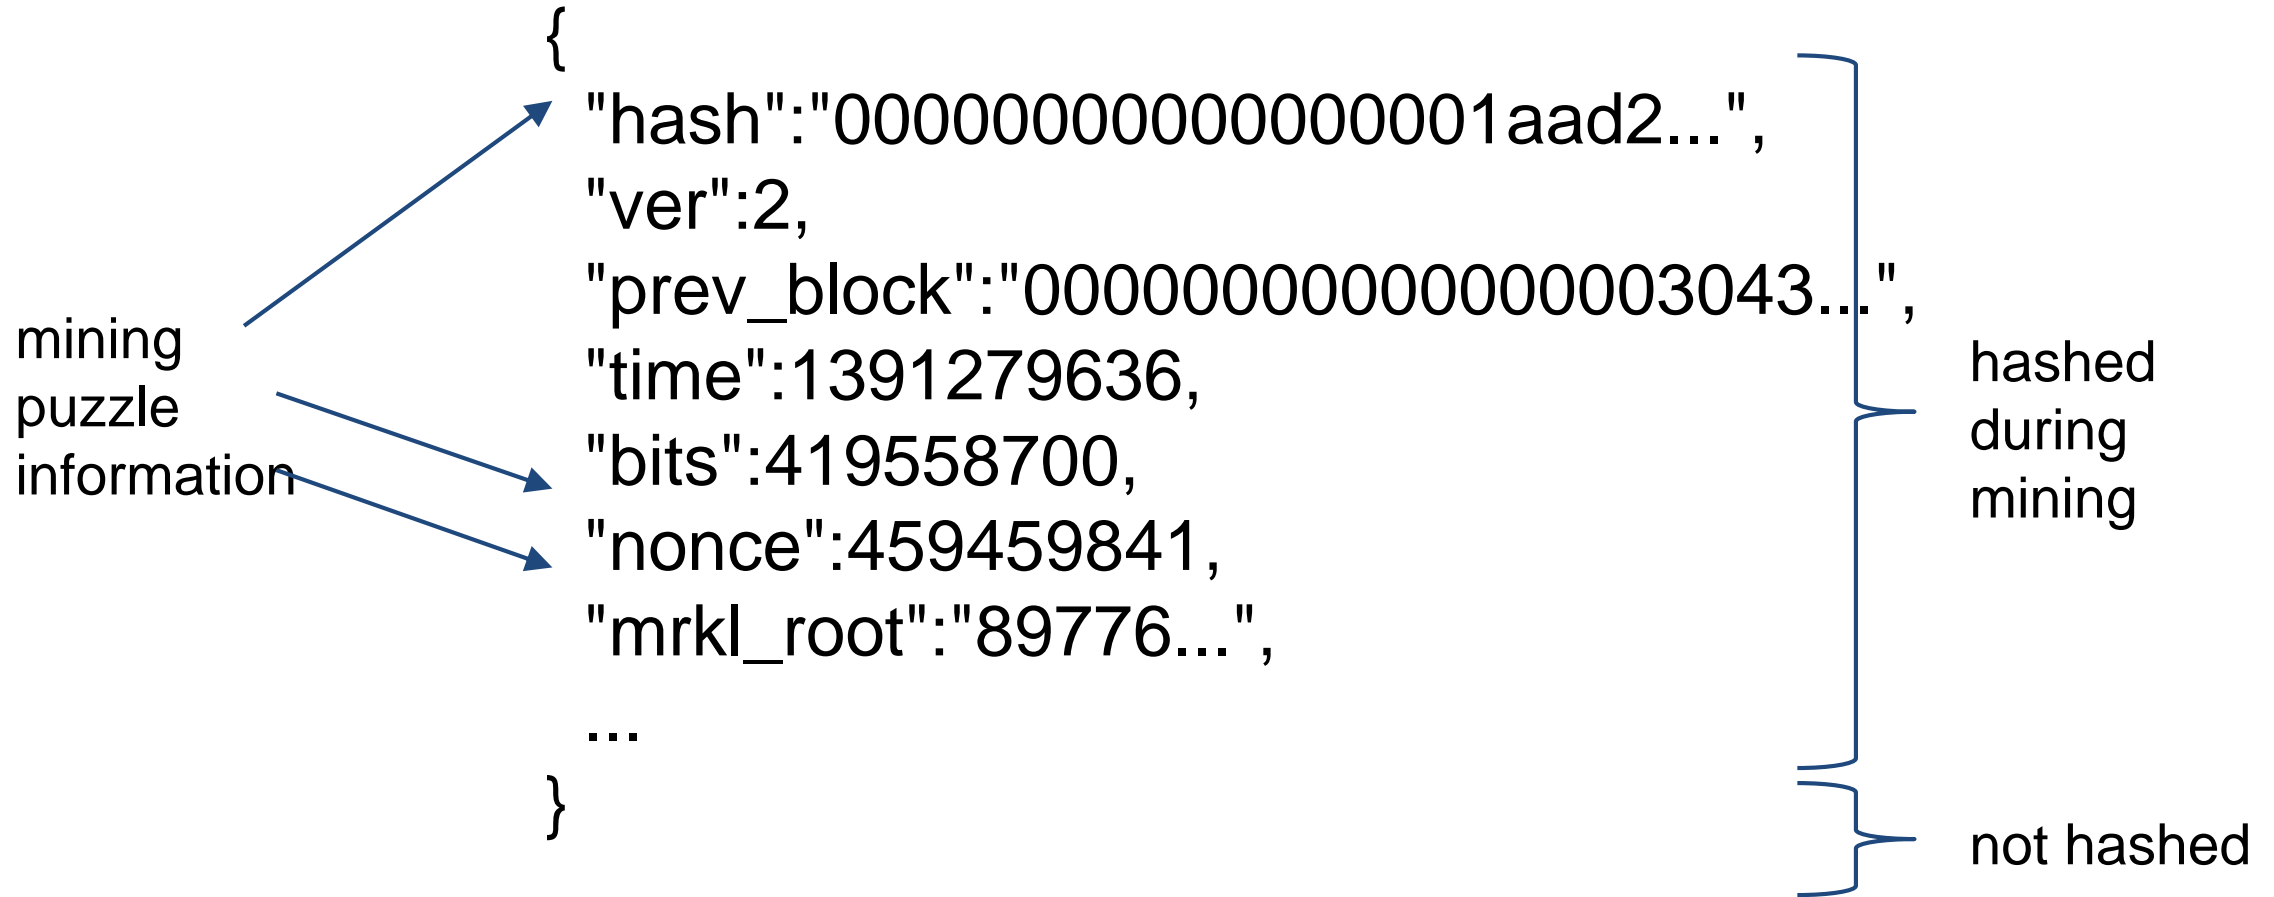 {
"hash":"00000000000000001aad2...",
"ver":2,
"prev_block":"00000000000000003043...",
"time":1391279636,
"bits":419558700,
"nonce":459459841,
"mrkl_root":"89776...",
...
}
mining
puzzle
information
hashed
during
mining
not hashed